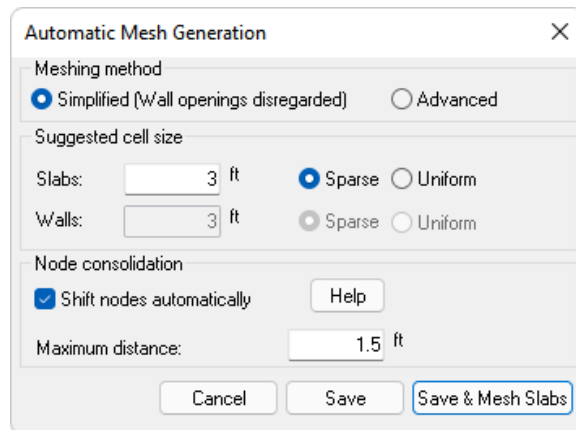 Automatic Mesh Generation
Meshing method
Simplified (Wall openings disregarded) Advanced
Suggested cell size
Slabs: 3 ft Sparse Uniform
Walls: 3 ft Sparse Uniform
Node consolidation
Shift nodes automatically Help
Maximum distance: 1.5 ft
Cancel Save Save & Mesh Slabs